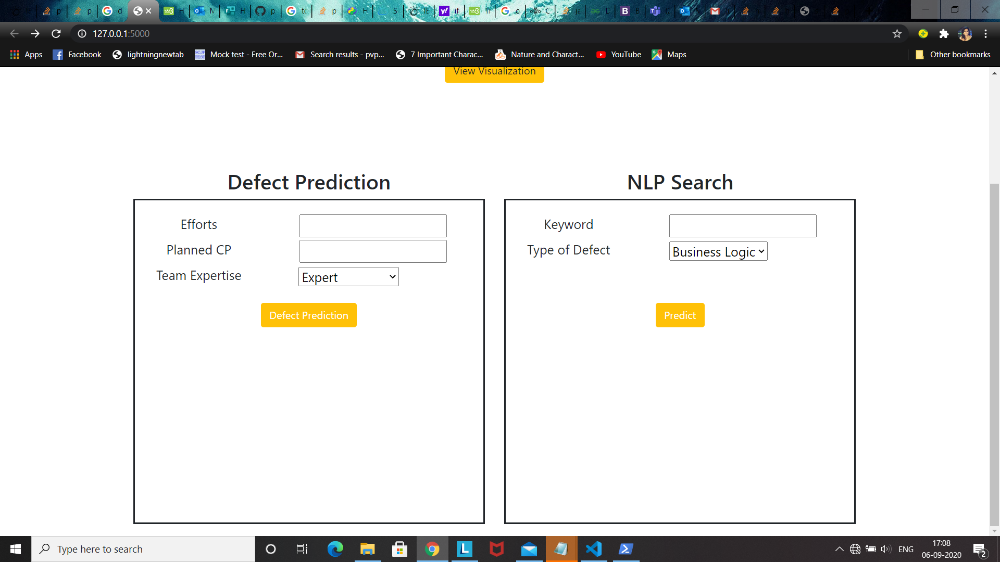 127.0.0.1:5000
Apps
Facebook
lightningnewtab
Mock test - Free Or...
Search results - pvp...
7 Important Charac...
Nature and Charact...
YouTube
Maps
Other bookmarks
View Visualization
Defect Prediction
NLP Search
Efforts
Planned CP
Team Expertise
Expert
Defect Prediction
Keyword
Type of Defect
Business Logic
Predict
Type here to search
ENG
17:08
06-09-2020
2